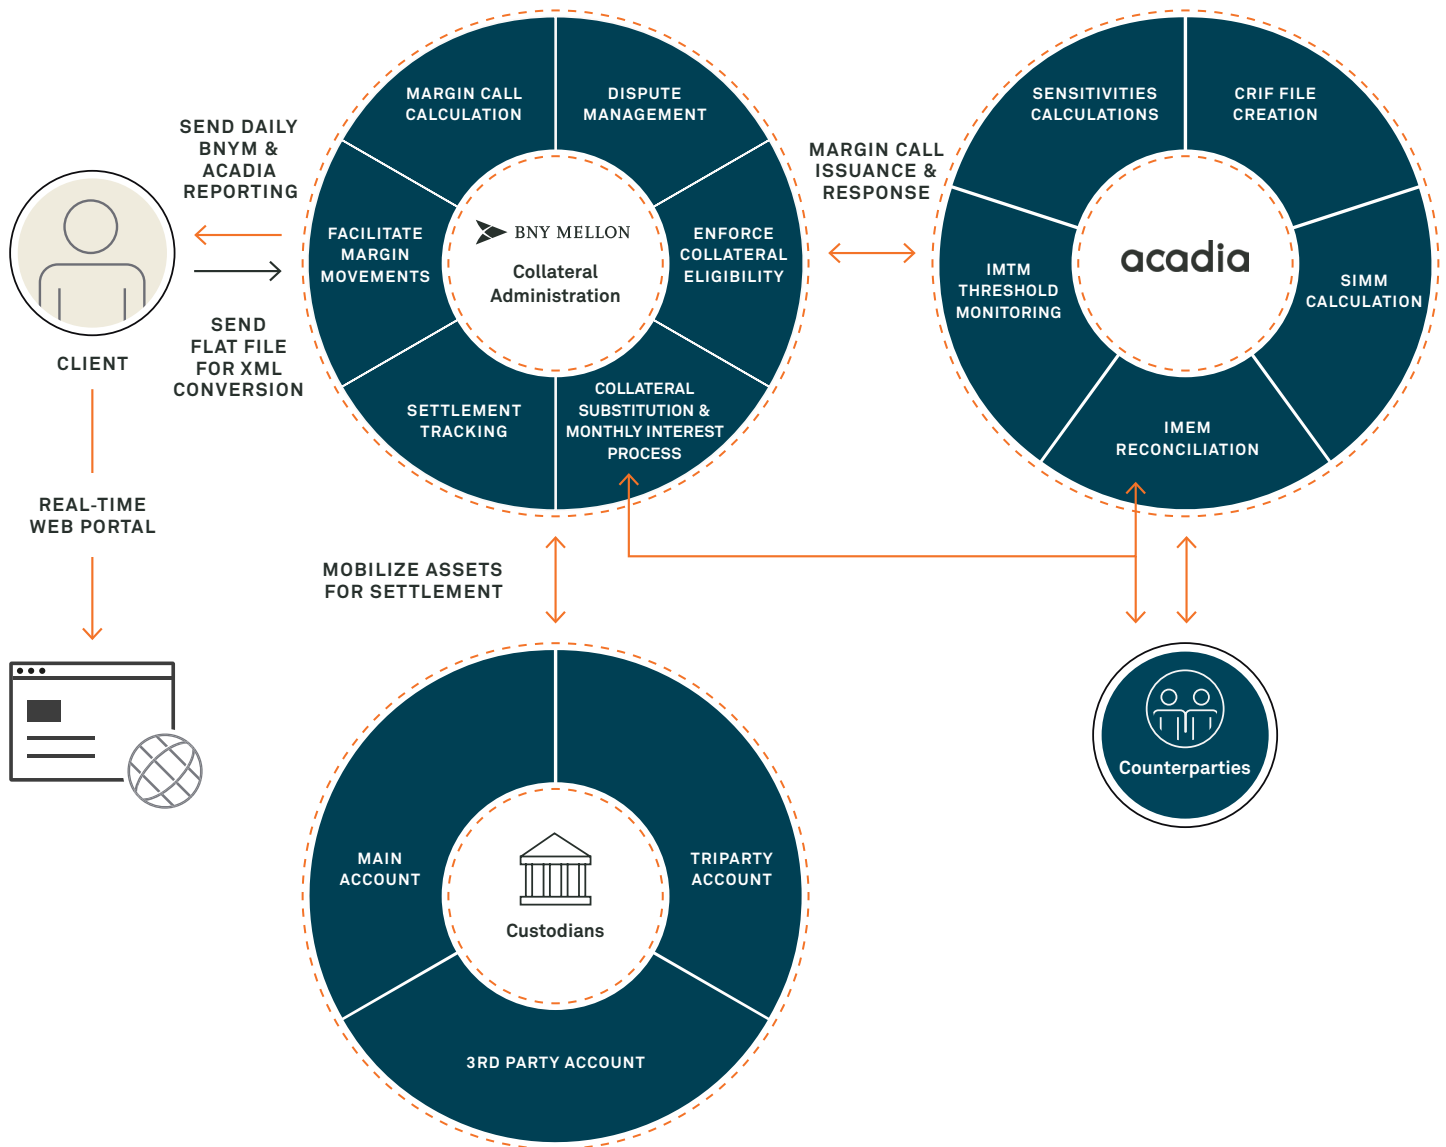 SEND DAILY
BNYM &
ACADIA
REPORTING
SEND
FLAT FILE
FOR XML
CONVERSION
CLIENT
REAL-TIME
WEB PORTAL
MARGIN CALL
CALCULATION
DISPUTE
MANAGEMENT
FACILITATE
MARGIN
MOVEMENTS
BNY MELLON
Collateral
Administration
ENFORCE
COLLATERAL
ELIGIBILITY
SETTLEMENT
TRACKING
COLLATERAL
SUBSTITUTION &
MONTHLY INTEREST
PROCESS
MARGIN CALL
ISSUANCE &
RESPONSE
SENSITIVITIES
CALCULATIONS
CRIF FILE
CREATION
IMTM
THRESHOLD
MONITORING
acadia
SIMM
CALCULATION
IMEM
RECONCILIATION
MOBILIZE ASSETS
FOR SETTLEMENT
MAIN
ACCOUNT
TRIPARTY
ACCOUNT
Custodians
3RD PARTY ACCOUNT
Counterparties